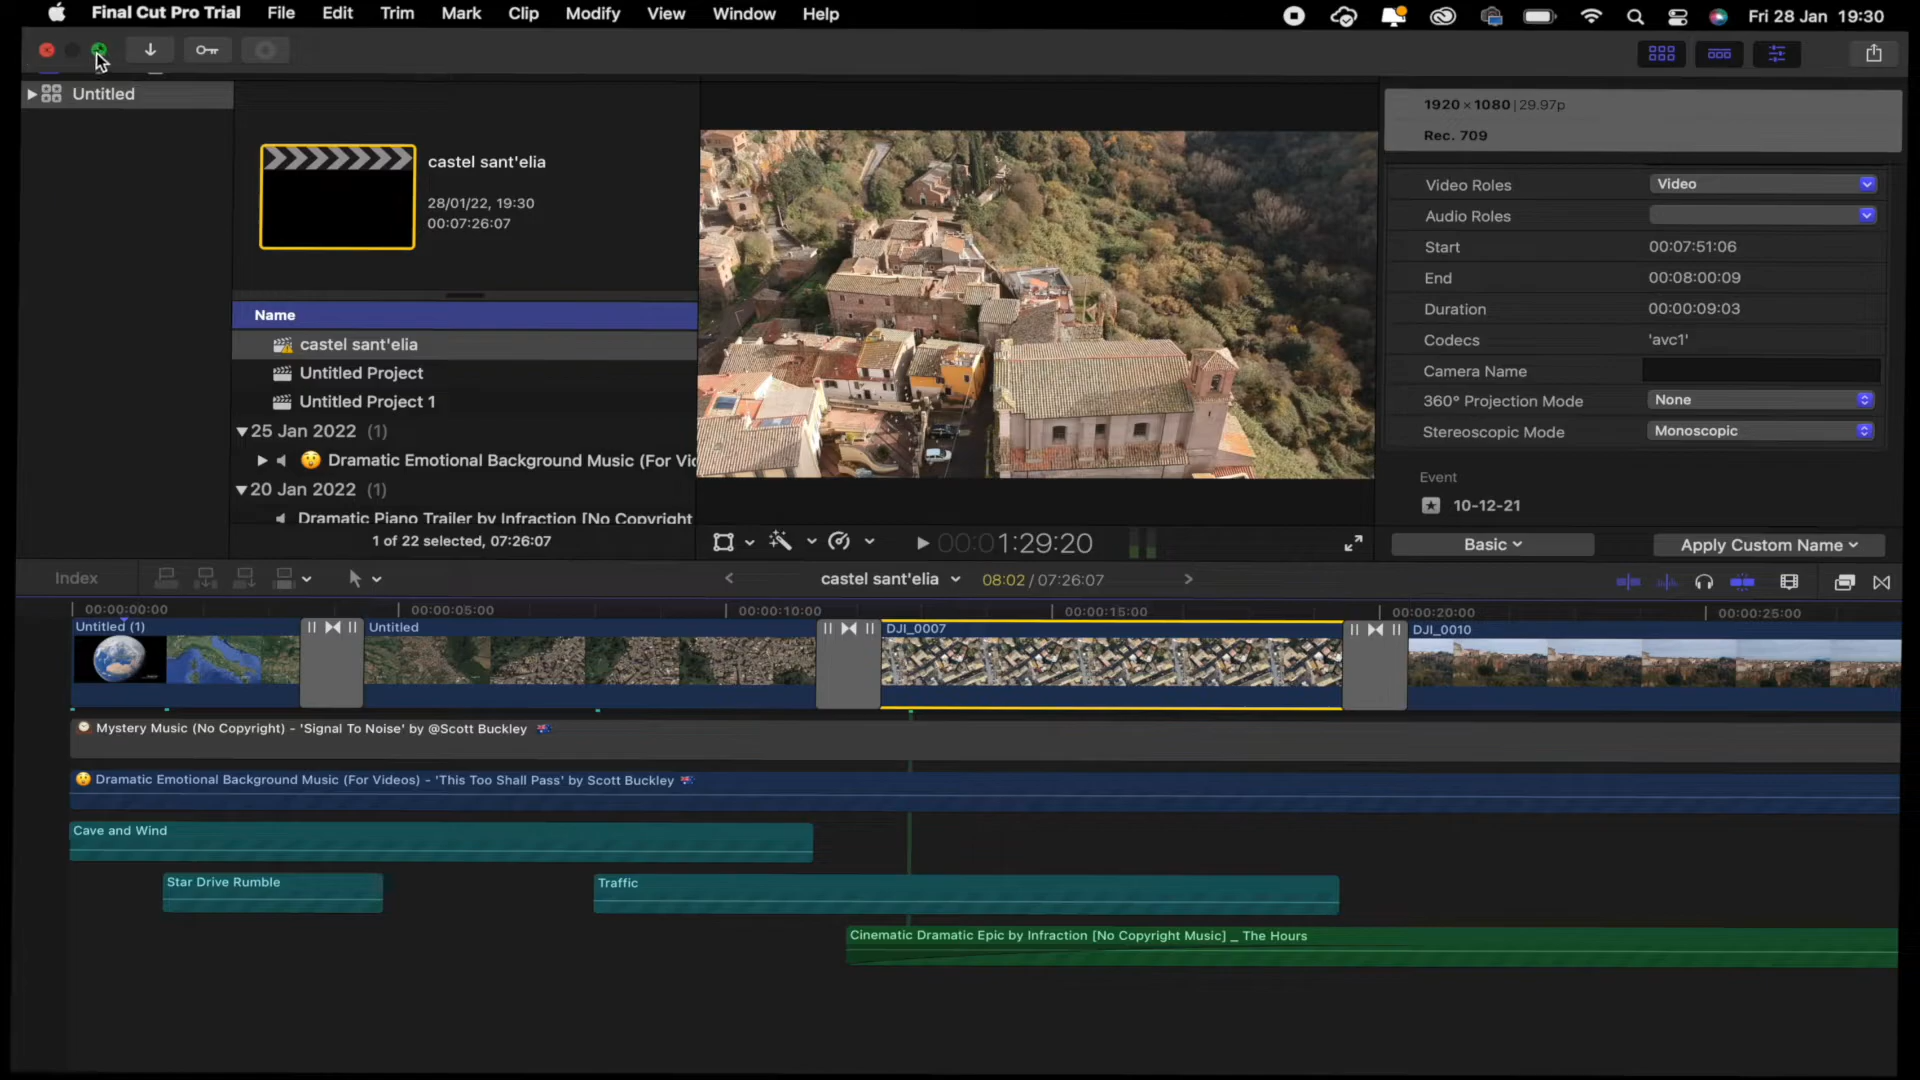 Final Cut Pro Trial File Edit Trim Mark Clip Modify View Window Help Fri 28 Jan 19:30
Untitled
castel sant'elia
28/01/22, 19:30
00:07:26:07
Name
castel sant'elia
Untitled Project
Untitled Project 1
25 Jan 2022 (1)
Dramatic Emotional Background Music (For Vi
20 Jan 2022 (1)
Dramatic Piano Trailer by Infraction [No Copyright
1 of 22 selected, 07:26:07
00:01:29:20
1920 × 1080 | 29.97p
Rec. 709
Video Roles Video
Audio Roles
Start 00:07:51:06
End 00:08:00:09
Duration 00:00:09:03
Codecs 'avc1'
Camera Name
360° Projection Mode None
Stereoscopic Mode Monoscopic
Event
10-12-21
Basic Apply Custom Name
Index castel sant'elia 08:02 / 07:26:07
00:00:00:00 00:00:05:00 00:00:10:00 00:00:15:00 00:00:20:00 00:00:25:00
Untitled (1) Untitled DJI_0007 DJI_0010
Mystery Music (No Copyright) - 'Signal To Noise' by @Scott Buckley
Dramatic Emotional Background Music (For Videos) - 'This Too Shall Pass' by Scott Buckley
Cave and Wind
Star Drive Rumble Traffic
Cinematic Dramatic Epic by Infraction [No Copyright Music] _ The Hours